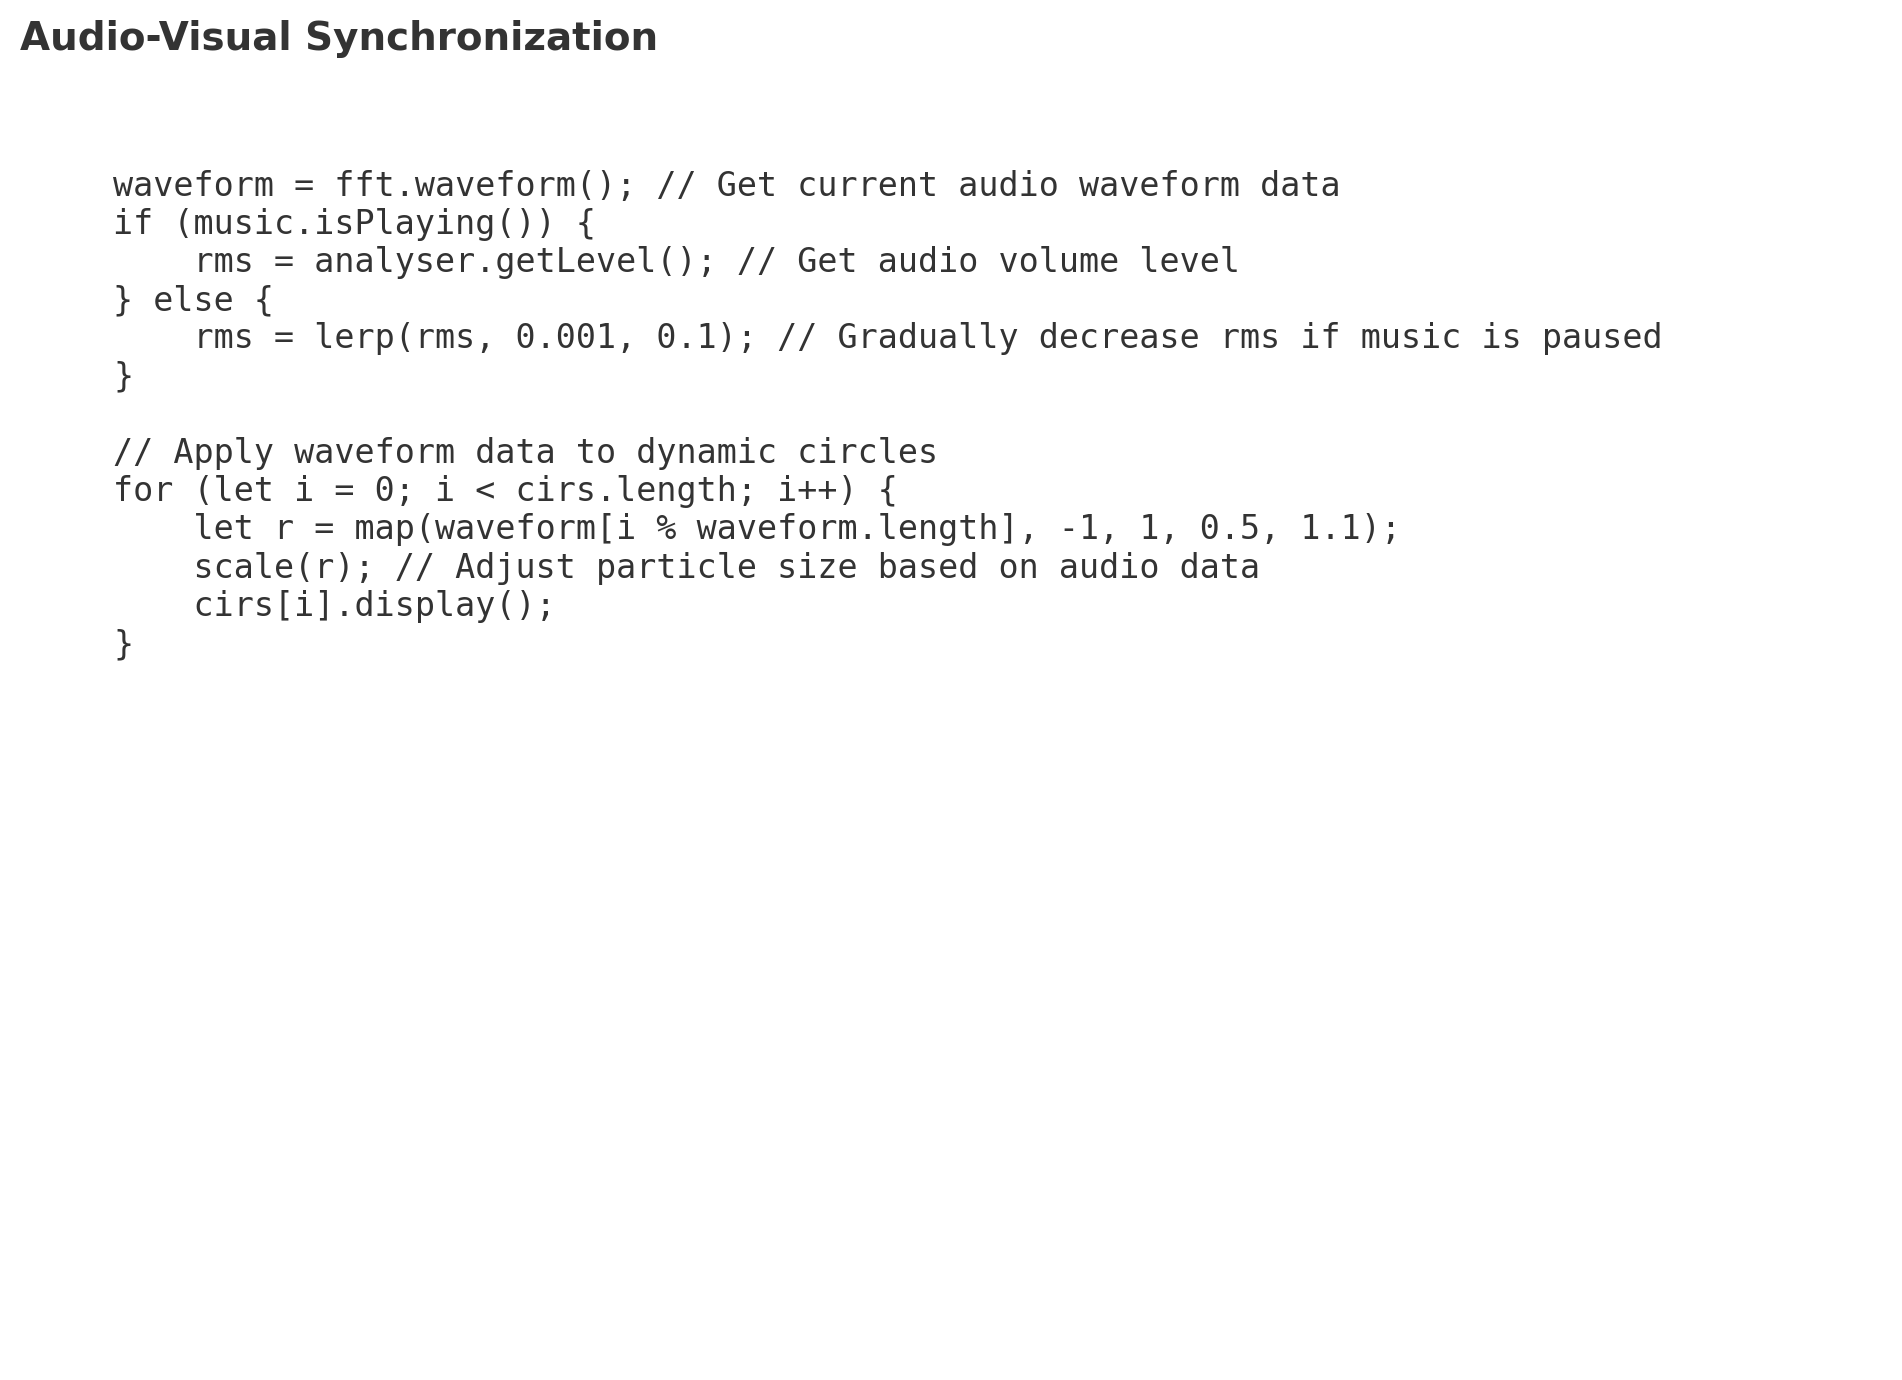 Audio-Visual Synchronization
waveform = fft.waveform(); // Get current audio waveform data
if (music.isPlaying()) {
    rms = analyser.getLevel(); // Get audio volume level
} else {
    rms = lerp(rms, 0.001, 0.1); // Gradually decrease rms if music is paused
}

// Apply waveform data to dynamic circles
for (let i = 0; i < cirs.length; i++) {
    let r = map(waveform[i % waveform.length], -1, 1, 0.5, 1.1);
    scale(r); // Adjust particle size based on audio data
    cirs[i].display();
}